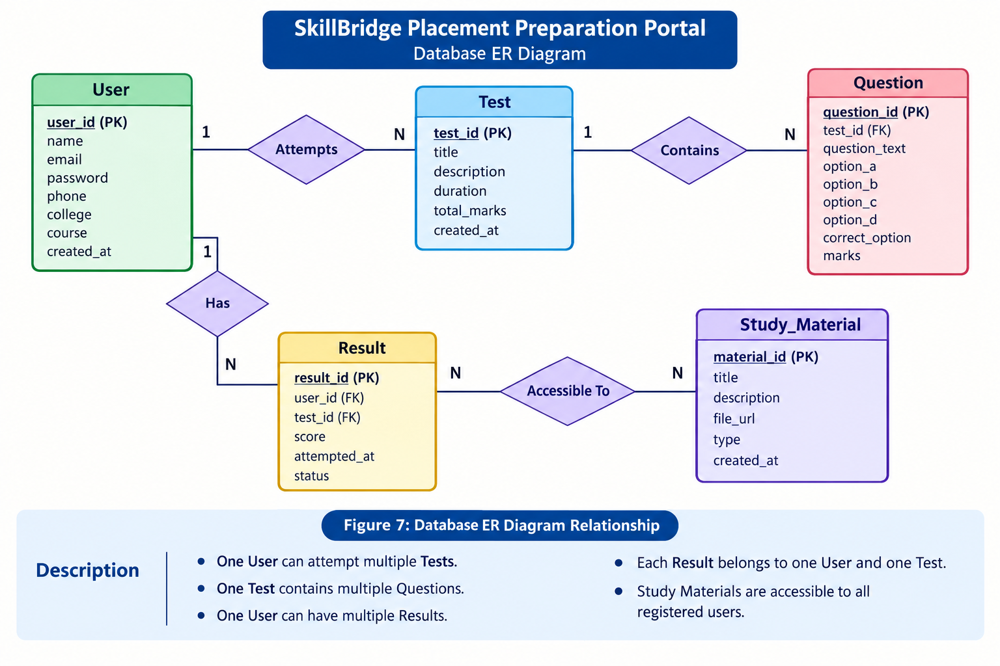 SkillBridge Placement Preparation Portal
Database ER Diagram
User
user_id (PK)
name
email
password
phone
college
course
created_at
1
Attempts
N
Test
test_id (PK)
title
description
duration
total_marks
created_at
1
Contains
N
Question
question_id (PK)
test_id (FK)
question_text
option_a
option_b
option_c
option_d
correct_option
marks
1
Has
N
Result
result_id (PK)
user_id (FK)
test_id (FK)
score
attempted_at
status
N
Accessible To
N
Study_Material
material_id (PK)
title
description
file_url
type
created_at
Figure 7: Database ER Diagram Relationship
Description
• One User can attempt multiple Tests.
• One Test contains multiple Questions.
• One User can have multiple Results.
• Each Result belongs to one User and one Test.
• Study Materials are accessible to all
registered users.